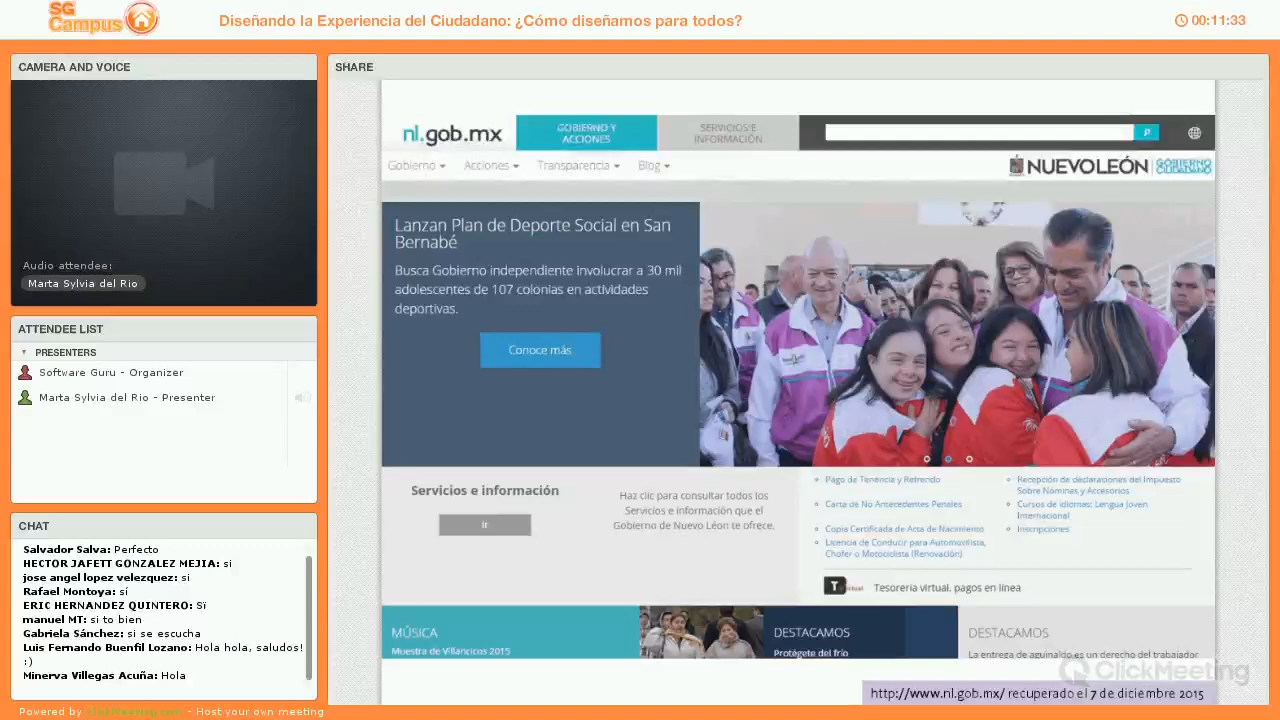 SG
Campus
Diseñando la Experiencia del Ciudadano: ¿Cómo diseñamos para todos?
00:11:33
CAMERA AND VOICE
Audio attendee:
Marta Sylvia del Rio
ATTENDEE LIST
PRESENTERS
Software Guru - Organizer
Marta Sylvia del Rio - Presenter
CHAT
Salvador Salva: Perfecto
HECTOR JAFETT GONZALEZ MEJIA: si
jose angel lopez velezquez: si
Rafael Montoya: sí
ERIC HERNANDEZ QUINTERO: Sï
manuel MT: si to bien
Gabriela Sánchez: si se escucha
Luis Fernando Buenfil Lozano: Hola hola, saludos!
:)
Minerva Villegas Acuña: Hola
Powered by ClickMeeting.com - Host your own meeting
SHARE
nl.gob.mx
GOBIERNO Y
ACCIONES
SERVICIOS E
INFORMACIÓN
Gobierno
Acciones
Transparencia
Blog
NUEVO LEÓN
GOBIERNO
CIUDADANO
Lanzan Plan de Deporte Social en San
Bernabé
Busca Gobierno independiente involucrar a 30 mil
adolescentes de 107 colonias en actividades
deportivas.
Conoce más
Servicios e información
Ir
Haz clic para consultar todos los
Servicios e información que el
Gobierno de Nuevo Léon te ofrece.
Pago de Tenencia y Refrendo
Carta de No Antecedentes Penales
Copia Certificada de Acta de Nacimiento
Licencia de Conducir para Automovilista,
Chofer o Motociclista (Renovación)
Recepción de declaraciones del Impuesto
Sobre Nóminas y Accesorios
Cursos de idiomas: Lengua Joven
Internacional
Inscripciones
Tesorería virtual, pagos en línea
MÚSICA
Muestra de Villancicos 2015
DESTACAMOS
Protégete del frío
DESTACAMOS
La entrega de aguinaldo es un derecho del trabajador
ClickMeeting
http://www.nl.gob.mx/ recuperado el 7 de diciembre 2015